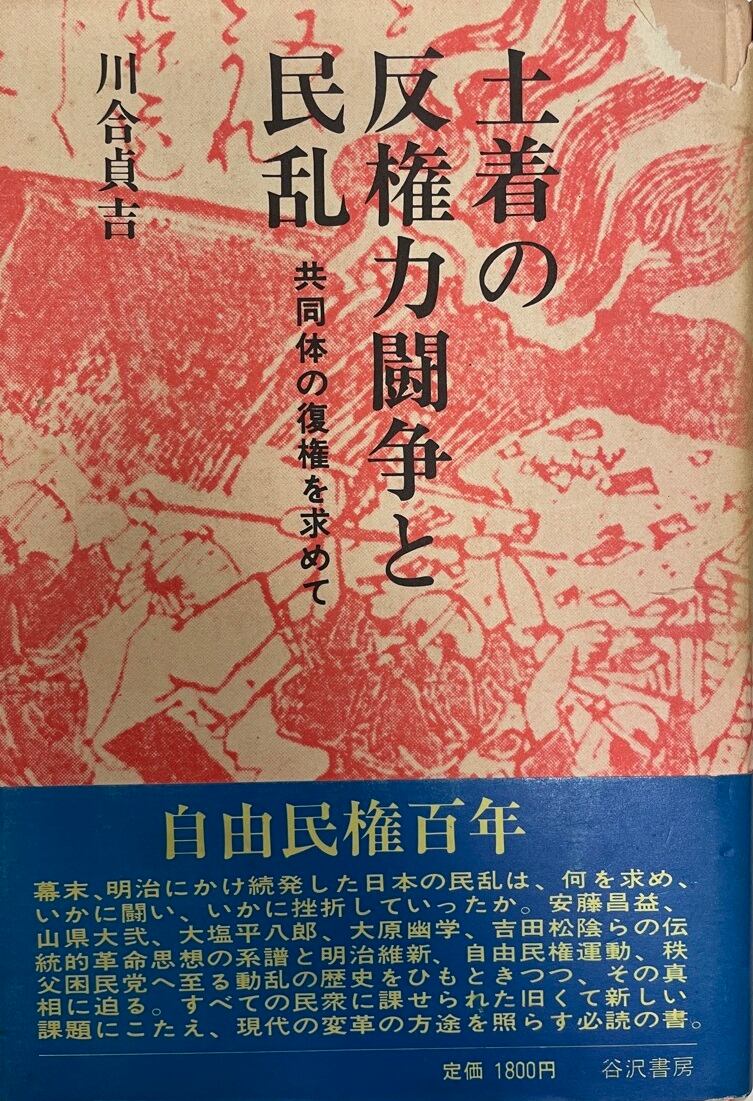 土着の
反権力闘争と
民乱
共同体の復権を求めて
川合貞吉
自由民権百年
幕末、明治にかけ続発した日本の民乱は、何を求め、
いかに闘い、いかに挫折していったか。安藤昌益、
山県大弐、大塩平八郎、大原幽学、吉田松陰らの伝
統的革命思想の系譜と明治維新、自由民権運動、秩
父困民党へ至る動乱の歴史をひもときつつ、その真
相に迫る。すべての民衆に課せられた旧くて新しい
課題にこたえ、現代の変革の方途を照らす必読の書。
定価 1800円 谷沢書房